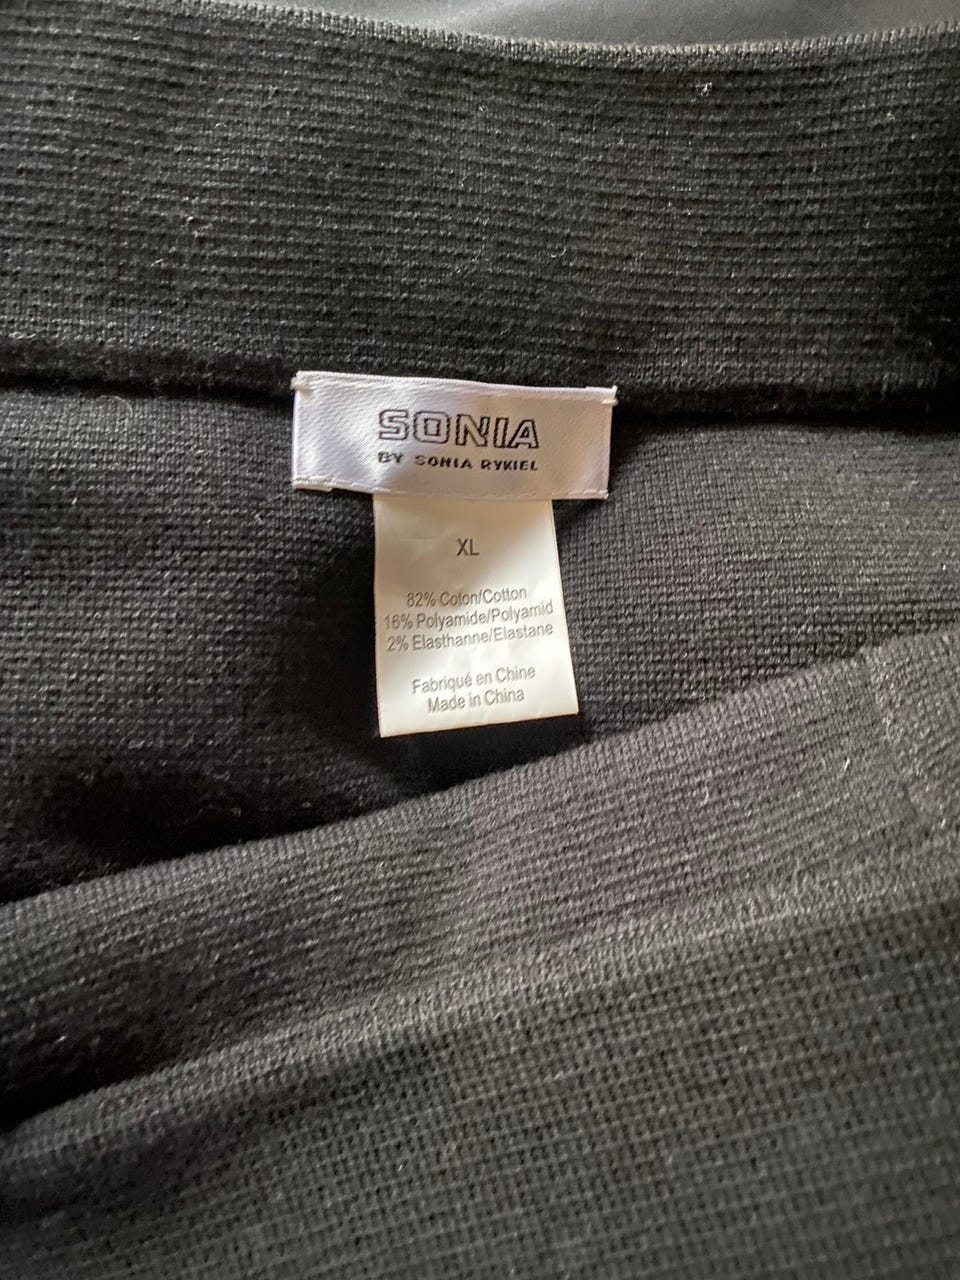 SONIA
BY SONIA RYKIEL
XL
82% Coton/Cotton
16% Polyamide/Polyamid
2% Elasthanne/Elastane
Fabriqué en Chine
Made in China